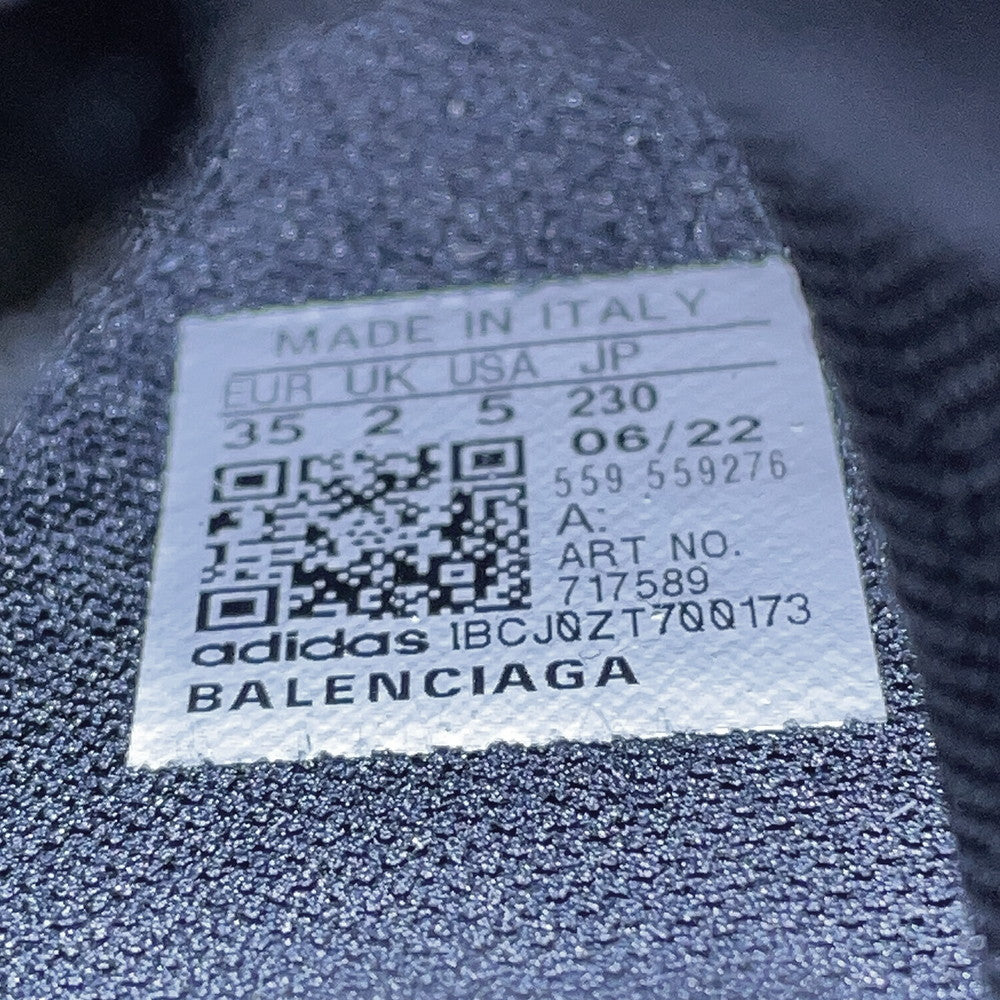 MADE IN ITALY
EUR UK USA JP
35 2 5 230
06/22
559 559276
A:
ART NO.
717589
adidas 1BCJ0ZT700173
BALENCIAGA